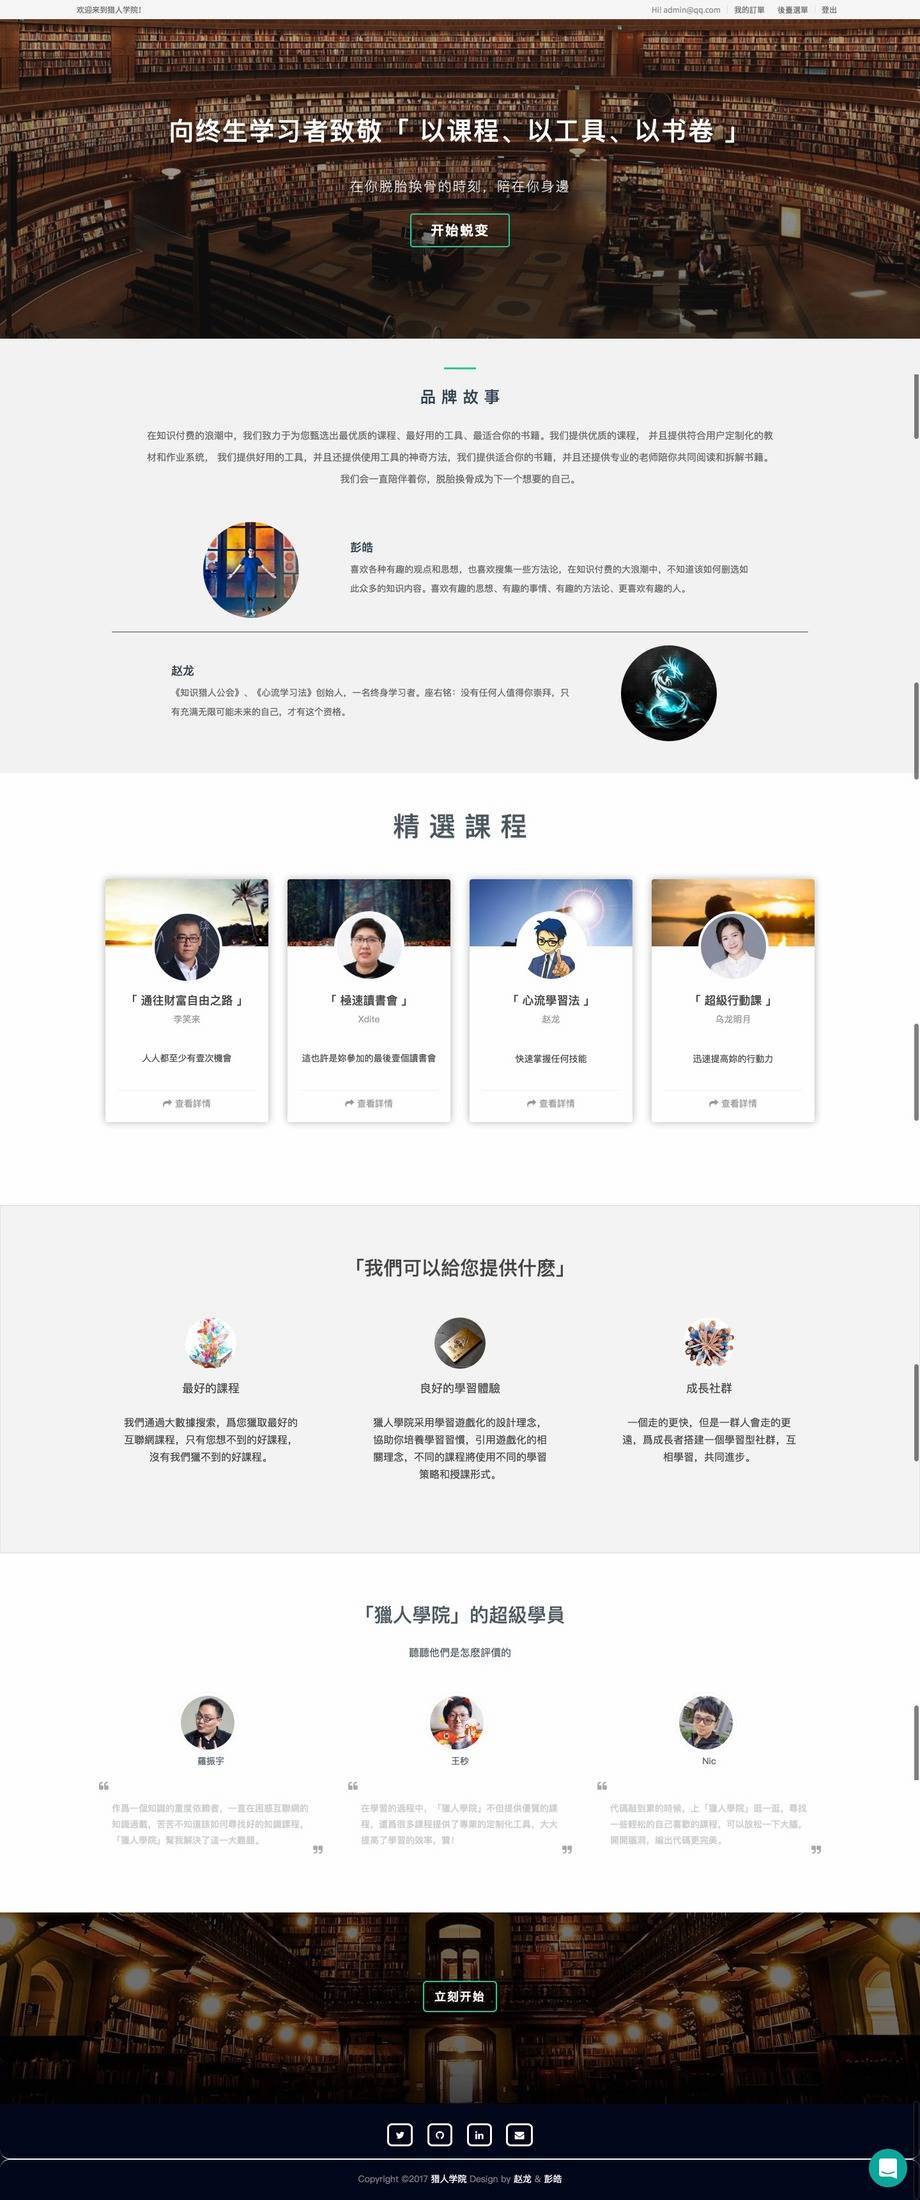 欢迎来到猎人学院!
Hi! admin@qq.com 我的訂單 後臺選單 登出
向终生学习者致敬「 以课程、以工具、以书卷 」
在你脱胎换骨的時刻，陪在你身邊
开始蜕变
品牌故事
在知识付费的浪潮中，我们致力于为您甄选出最优质的课程、最好用的工具、最适合你的书籍。我们提供优质的课程， 并且提供符合用户定制化的教
材和作业系统， 我们提供好用的工具，并且还提供使用工具的神奇方法，我们提供适合你的书籍，并且还提供专业的老师陪你共同阅读和拆解书籍。
我们会一直陪伴着你，脱胎换骨成为下一个想要的自己。
彭皓
喜欢各种有趣的观点和思想，也喜欢搜集一些方法论，在知识付费的大浪潮中，不知道该如何删选如
此众多的知识内容。喜欢有趣的思想、有趣的事情、有趣的方法论、更喜欢有趣的人。
赵龙
《知识猎人公会》、《心流学习法》创始人，一名终身学习者。座右铭：没有任何人值得你崇拜，只
有充满无限可能未来的自己，才有这个资格。
精選課程
「 通往財富自由之路 」
李笑来
人人都至少有壹次機會
查看詳情
「 極速讀書會 」
Xdite
這也許是妳參加的最後壹個讀書會
查看詳情
「 心流學習法 」
赵龙
快速掌握任何技能
查看詳情
「 超級行動課 」
乌龙明月
迅速提高妳的行動力
查看詳情
「我們可以給您提供什麽」
最好的課程
我們通過大數據搜索，爲您獵取最好的
互聯網課程，只有您想不到的好課程，
沒有我們獵不到的好課程。
良好的學習體驗
獵人學院采用學習遊戲化的設計理念，
協助你培養學習習慣，引用遊戲化的相
關理念，不同的課程將使用不同的學習
策略和授課形式。
成長社群
一個走的更快，但是一群人會走的更
遠，爲成長者搭建一個學習型社群，互
相學習，共同進步。
「獵人學院」的超級學員
聽聽他們是怎麽評價的
羅振宇
作爲一個知識的重度依賴者，一直在困惑互聯網的
知識過載，苦苦不知道該如何尋找好的知識課程，
「獵人學院」幫我解決了這一大難題。
王秒
在學習的過程中，「獵人學院」不但提供優質的課
程，還爲很多課程提供了專業的定制化工具，大大
提高了學習的效率，贊！
Nic
代碼敲到累的時候，上「獵人學院」逛一逛，尋找
一些輕松的自己喜歡的課程，可以放松一下大腦，
開開腦洞，編出代碼更完美。
立刻开始
Copyright ©2017 猎人学院 Design by 赵龙 & 彭皓